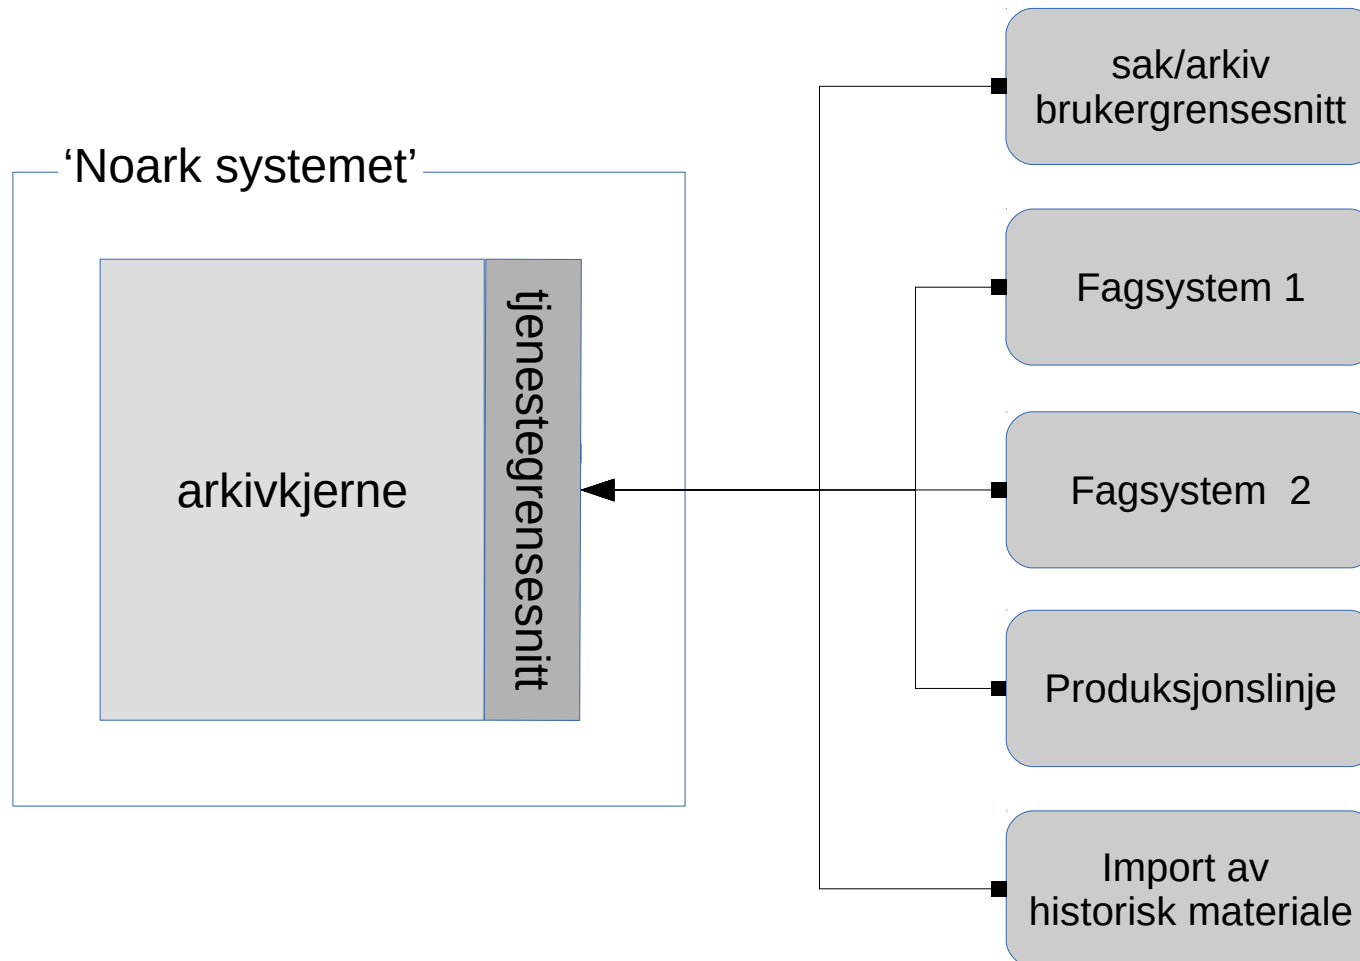 ‘Noark systemet’
arkivkjerne
tjenestegrensesnitt
sak/arkiv
brukergrensesnitt
Fagsystem 1
Fagsystem  2
Produksjonslinje
Import av
historisk materiale